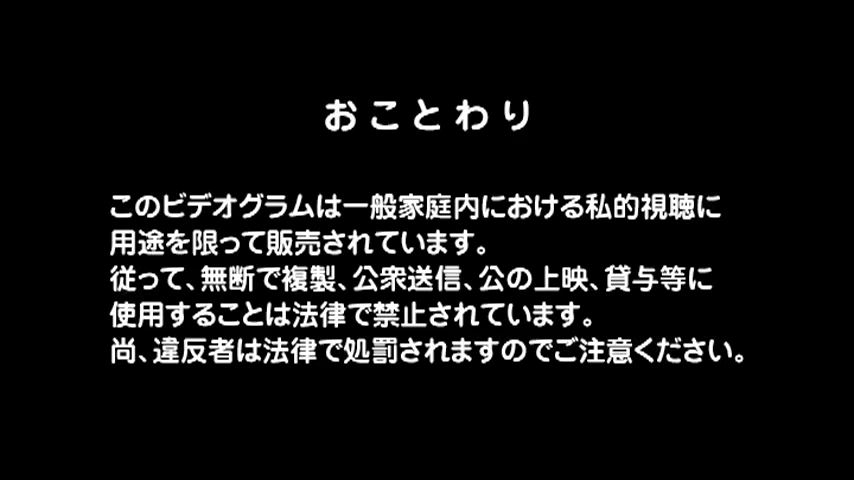 おことわり
このビデオグラムは一般家庭内における私的視聴に
用途を限って販売されています。
従って、無断で複製、公衆送信、公の上映、貸与等に
使用することは法律で禁止されています。
尚、違反者は法律で処罰されますのでご注意ください。